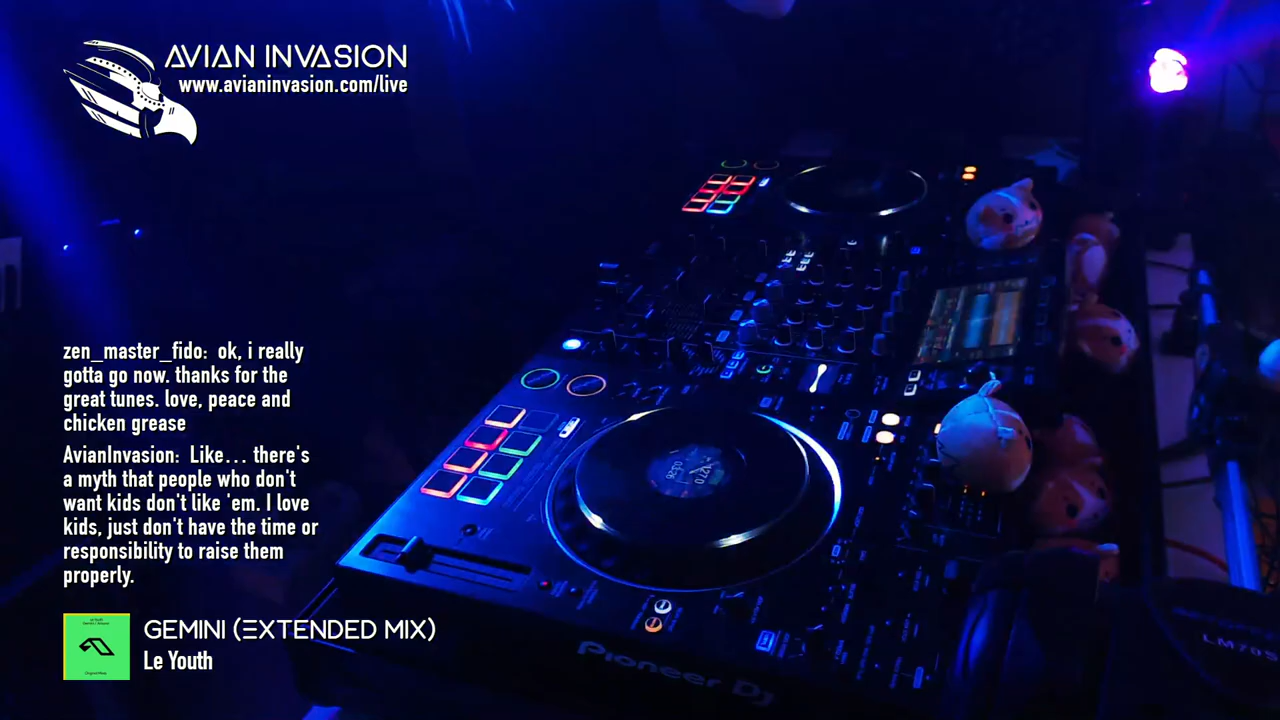 AVIAN INVASION
www.avianinvasion.com/live
zen_master_fido: ok, i really
gotta go now. thanks for the
great tunes. love, peace and
chicken grease
AvianInvasion: Like... there's
a myth that people who don't
want kids don't like 'em. I love
kids, just don't have the time or
responsibility to raise them
properly.
GEMINI (EXTENDED MIX)
Le Youth
Pioneer Dj